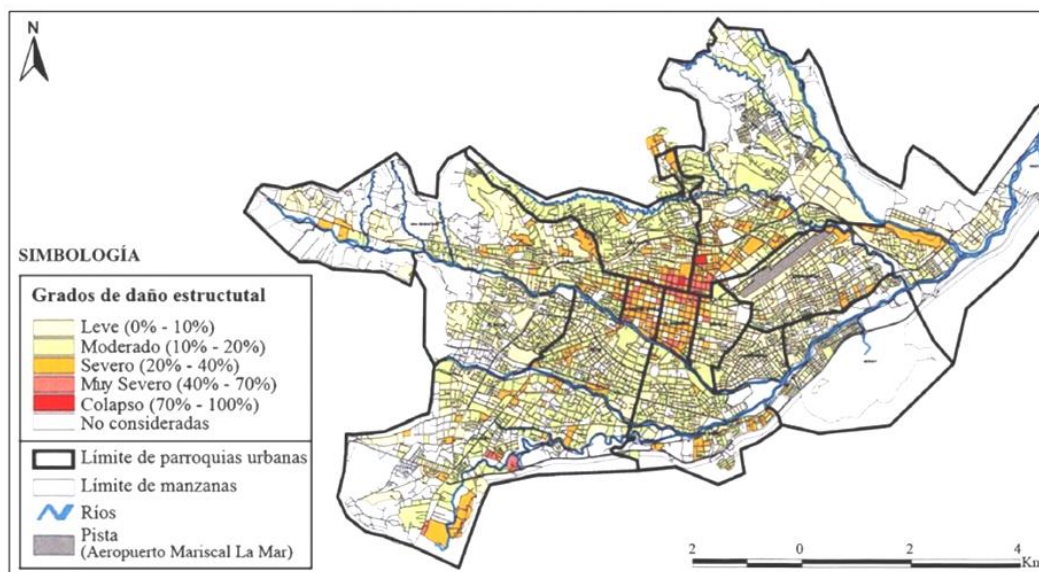 N
SIMBOLOGÍA
Grados de daño estructutal
Leve (0% - 10%)
Moderado (10% - 20%)
Severo (20% - 40%)
Muy Severo (40% - 70%)
Colapso (70% - 100%)
No consideradas
Límite de parroquias urbanas
Límite de manzanas
Ríos
Pista
(Aeropuerto Mariscal La Mar)
2 0 2 4
Km